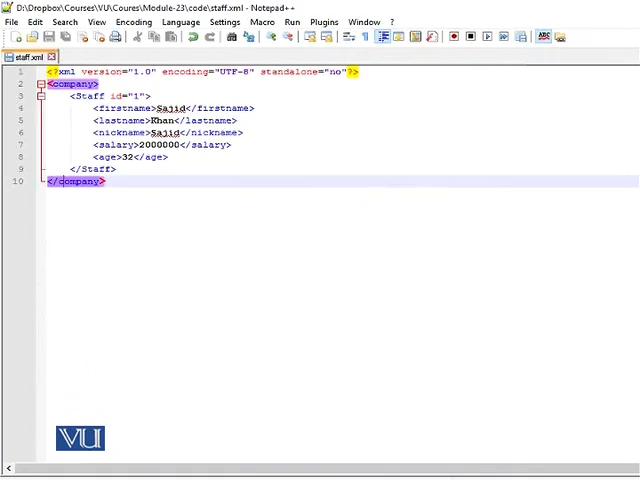 D:\Dropbox\Courses\VU\Coures\Module-23\code\staff.xml - Notepad++
File Edit Search View Encoding Language Settings Macro Run Plugins Window ?
staff.xml
1 <?xml version="1.0" encoding="UTF-8" standalone="no"?>
2 <company>
3 <Staff id="1">
4 <firstname>Sajid</firstname>
5 <lastname>Khan</lastname>
6 <nickname>Sajid</nickname>
7 <salary>2000000</salary>
8 <age>32</age>
9 </Staff>
10 </company>
VU